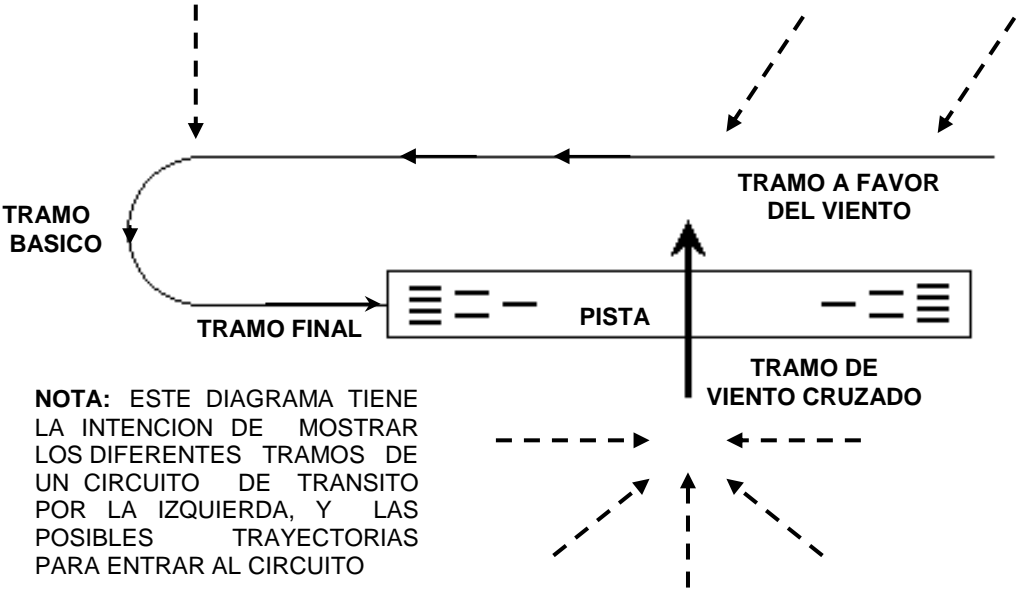 TRAMO A FAVOR
DEL VIENTO
TRAMO
BASICO
PISTA
TRAMO FINAL
TRAMO DE
VIENTO CRUZADO
NOTA: ESTE DIAGRAMA TIENE
LA INTENCION DE MOSTRAR
LOS DIFERENTES TRAMOS DE
UN CIRCUITO DE TRANSITO
POR LA IZQUIERDA, Y LAS
POSIBLES TRAYECTORIAS
PARA ENTRAR AL CIRCUITO